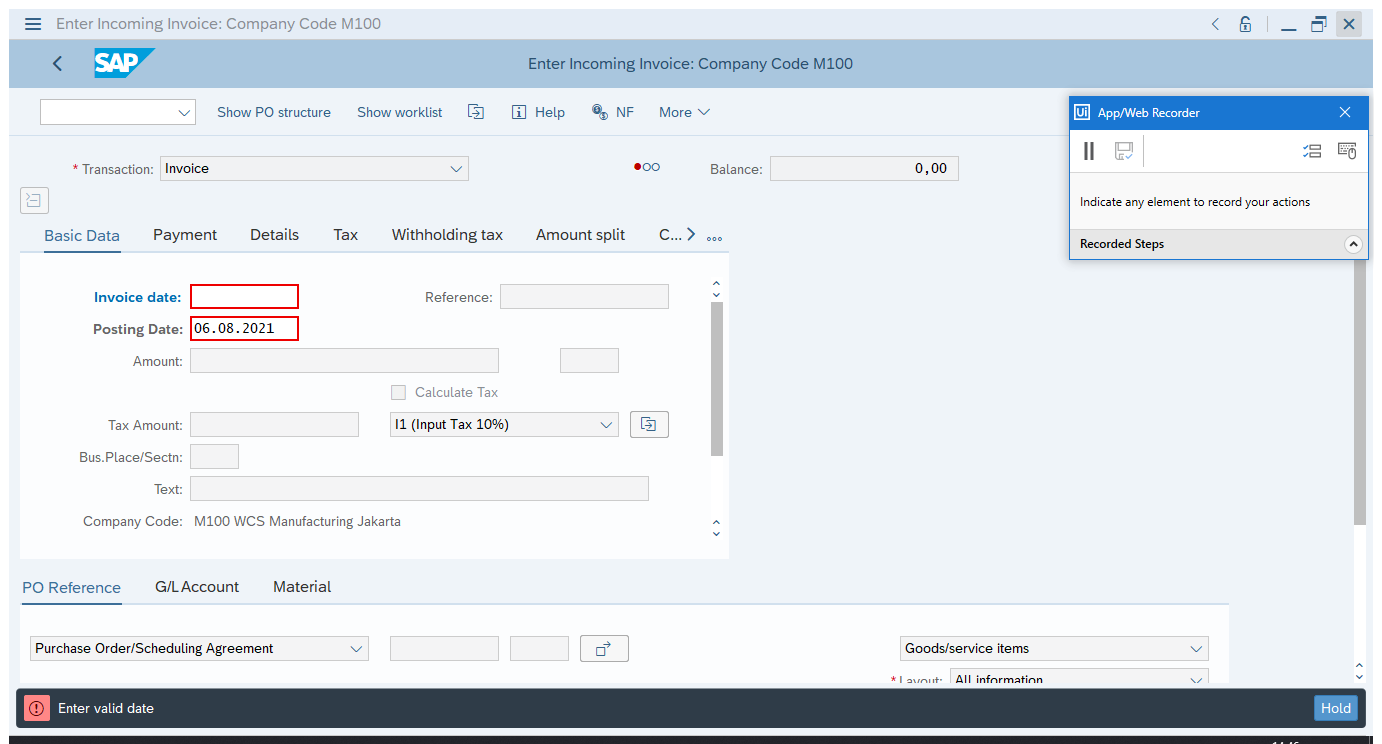 Enter Incoming Invoice: Company Code M100
SAP Enter Incoming Invoice: Company Code M100
Show PO structure Show worklist Help NF More
Ui App/Web Recorder
* Transaction: Invoice Balance: 0,00
Indicate any element to record your actions
Recorded Steps
Basic Data Payment Details Tax Withholding tax Amount split C...
Invoice date: Reference:
Posting Date: 06.08.2021
Amount:
Calculate Tax
Tax Amount: I1 (Input Tax 10%)
Bus.Place/Sectn:
Text:
Company Code: M100 WCS Manufacturing Jakarta
PO Reference G/L Account Material
Purchase Order/Scheduling Agreement Goods/service items
* Layout: All information
Enter valid date Hold